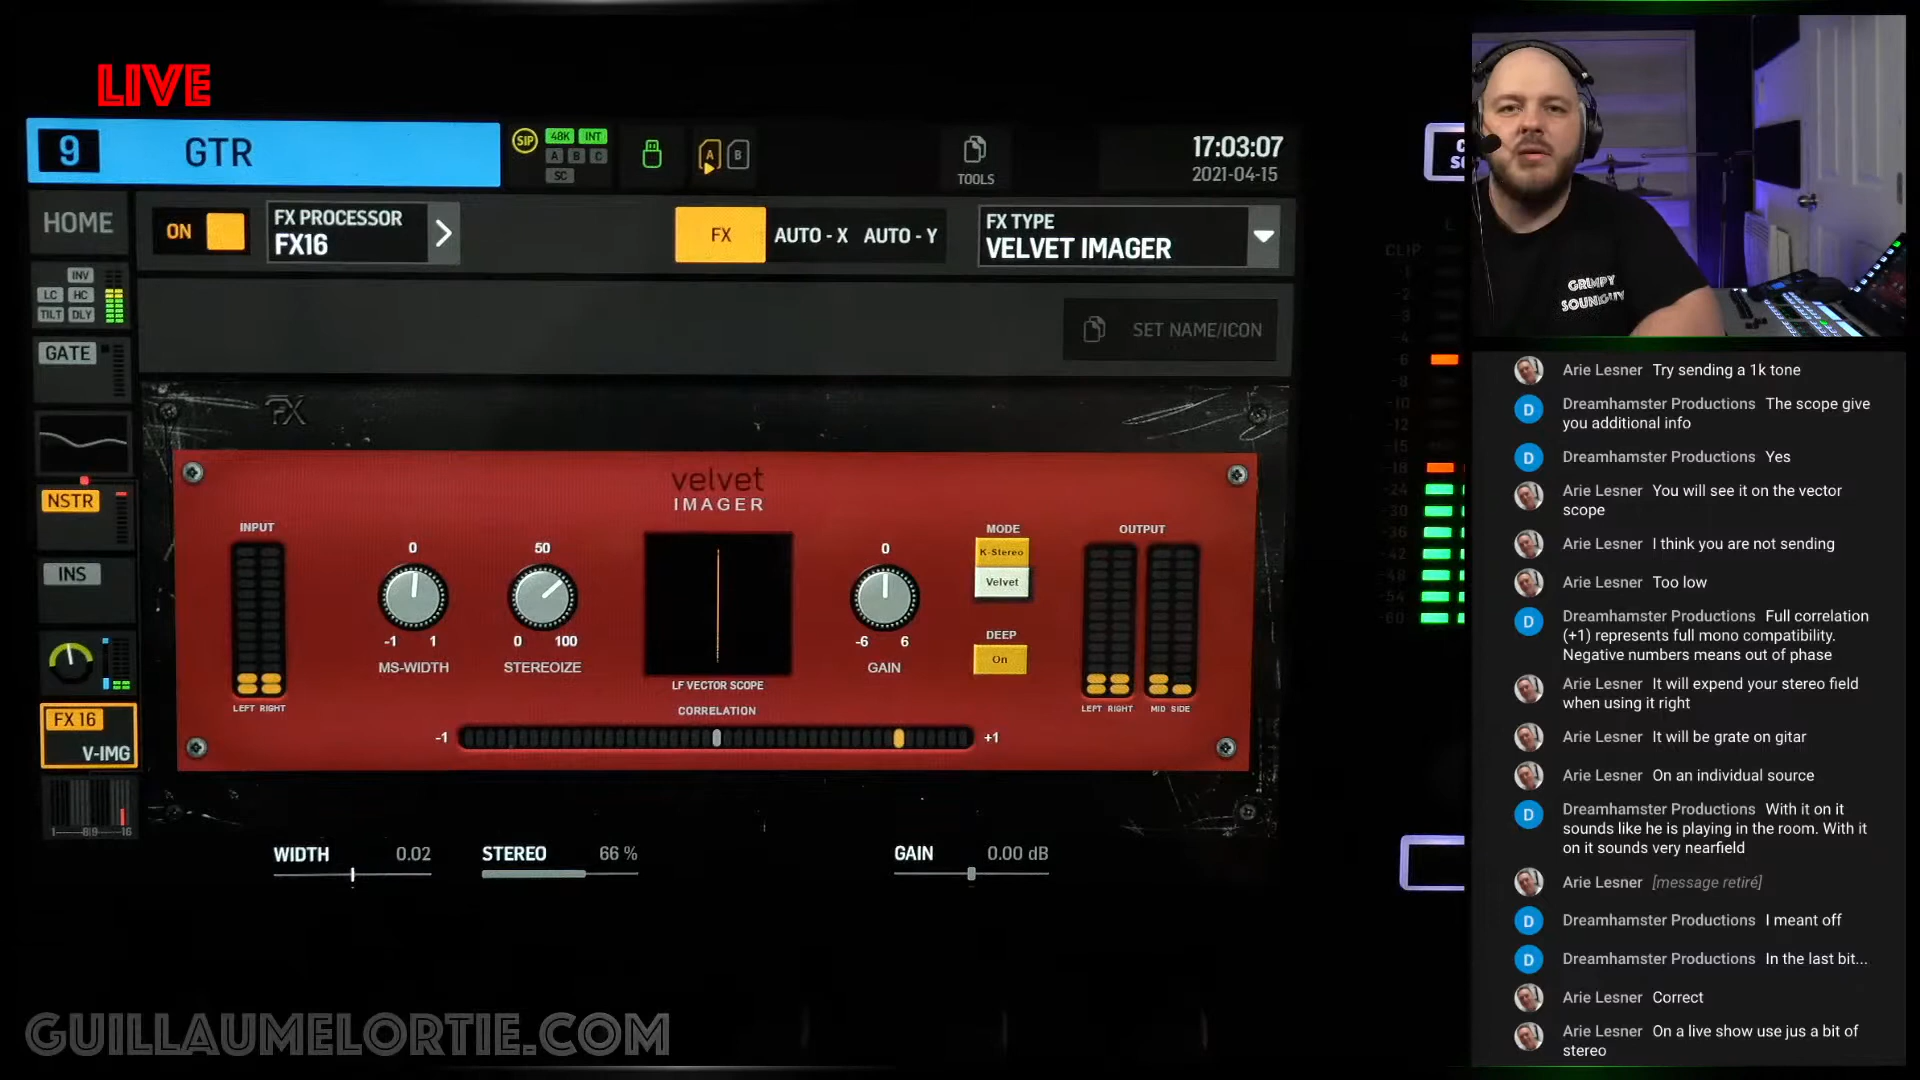 LIVE
9 GTR
SIP 48K INT
A B C
SC
A B
TOOLS
17:03:07
2021-04-15
HOME
ON
FX PROCESSOR
FX16
FX AUTO - X AUTO - Y
FX TYPE
VELVET IMAGER
SET NAME/ICON
INV
LC HC
TILT DLY
GATE
NSTR
INS
FX 16
V-IMG
FX
velvet
IMAGER
INPUT
LEFT RIGHT
0
-1 1
MS-WIDTH
50
0 100
STEREOIZE
LF VECTOR SCOPE
CORRELATION
-1 +1
0
-6 6
GAIN
MODE
K-Stereo
Velvet
DEEP
On
OUTPUT
LEFT RIGHT MID SIDE
WIDTH 0.02
STEREO 66 %
GAIN 0.00 dB
CLIP
GUILLAUMELORTIE.COM
GRUMPY
SOUNDGUY
Arie Lesner Try sending a 1k tone
Dreamhamster Productions The scope give
you additional info
Dreamhamster Productions Yes
Arie Lesner You will see it on the vector
scope
Arie Lesner I think you are not sending
Arie Lesner Too low
Dreamhamster Productions Full correlation
(+1) represents full mono compatibility.
Negative numbers means out of phase
Arie Lesner It will expend your stereo field
when using it right
Arie Lesner It will be grate on gitar
Arie Lesner On an individual source
Dreamhamster Productions With it on it
sounds like he is playing in the room. With it
on it sounds very nearfield
Arie Lesner [message retiré]
Dreamhamster Productions I meant off
Dreamhamster Productions In the last bit...
Arie Lesner Correct
Arie Lesner On a live show use jus a bit of
stereo